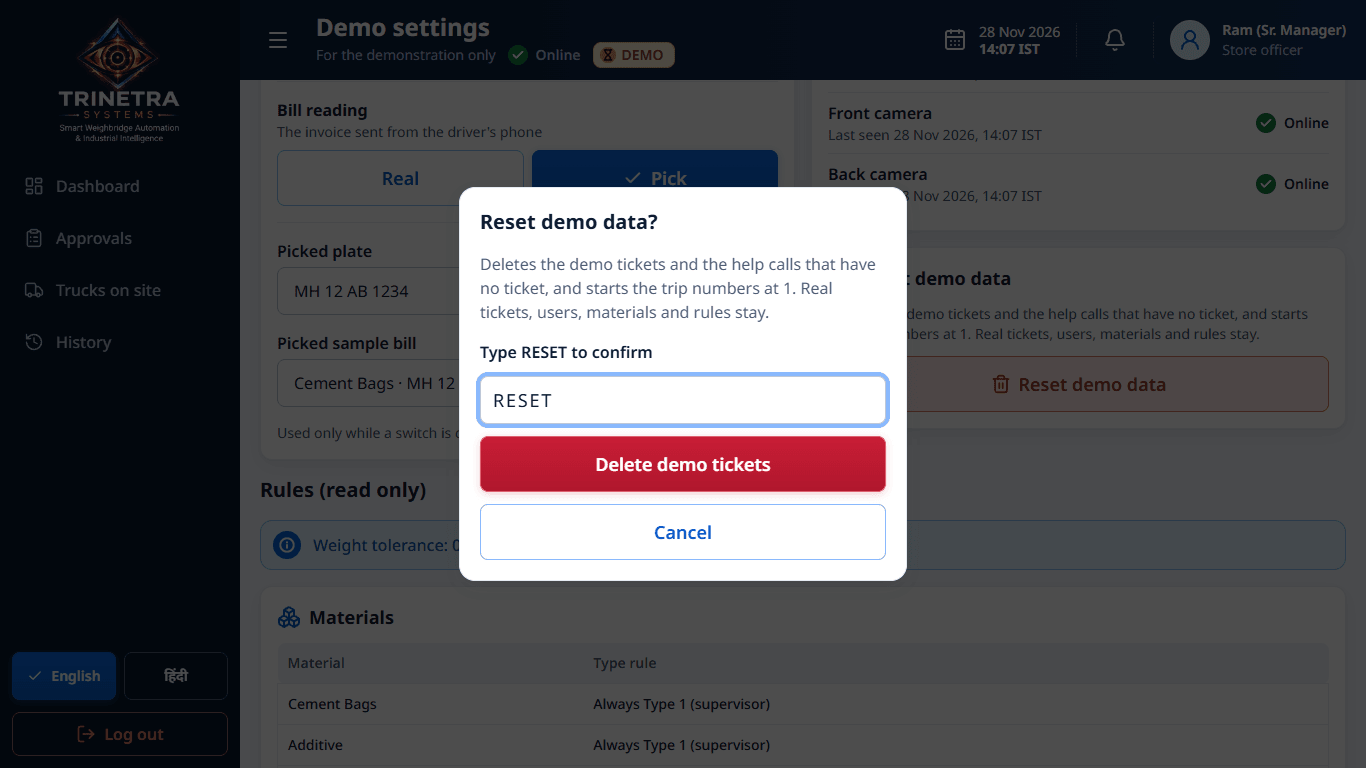 TRINETRA
SYSTEMS
Smart Weighbridge Automation
& Industrial Intelligence
Dashboard
Approvals
Trucks on site
History
English
हिंदी
Log out
Demo settings
For the demonstration only
Online
DEMO
28 Nov 2026
14:07 IST
Ram (Sr. Manager)
Store officer
Bill reading
The invoice sent from the driver's phone
Real
Pick
Picked plate
MH 12 AB 1234
Picked sample bill
Cement Bags · MH 12
Used only while a switch is
Front camera
Last seen 28 Nov 2026, 14:07 IST
Online
Back camera
Nov 2026, 14:07 IST
Online
demo data
demo tickets and the help calls that have no ticket, and starts
at 1. Real tickets, users, materials and rules stay.
Reset demo data
Reset demo data?
Deletes the demo tickets and the help calls that have
no ticket, and starts the trip numbers at 1. Real
tickets, users, materials and rules stay.
Type RESET to confirm
RESET
Delete demo tickets
Cancel
Rules (read only)
Weight tolerance:
Materials
Material
Type rule
Cement Bags
Always Type 1 (supervisor)
Additive
Always Type 1 (supervisor)